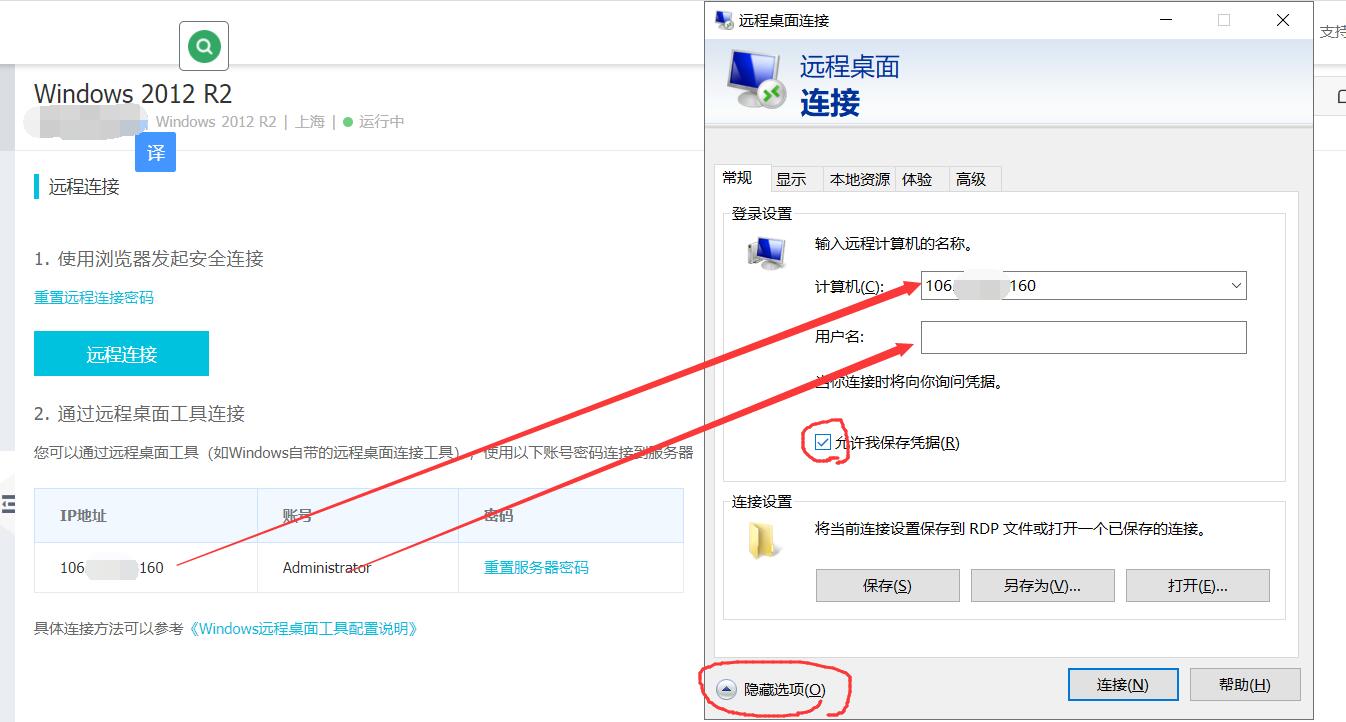 Windows 2012 R2
Windows 2012 R2 | 上海 | 运行中
译
远程连接
1. 使用浏览器发起安全连接
重置远程连接密码
远程连接
2. 通过远程桌面工具连接
您可以通过远程桌面工具（如Windows自带的远程桌面连接工具），使用以下账号密码连接到服务器
IP地址 账号 密码
106 160 Administrator 重置服务器密码
具体连接方法可以参考《Windows远程桌面工具配置说明》
远程桌面连接
远程桌面
连接
常规 显示 本地资源 体验 高级
登录设置
输入远程计算机的名称。
计算机(C): 106. 160
用户名:
当你连接时将向你询问凭据。
允许我保存凭据(R)
连接设置
将当前连接设置保存到 RDP 文件或打开一个已保存的连接。
保存(S) 另存为(V)... 打开(E)...
隐藏选项(O) 连接(N) 帮助(H)
支持